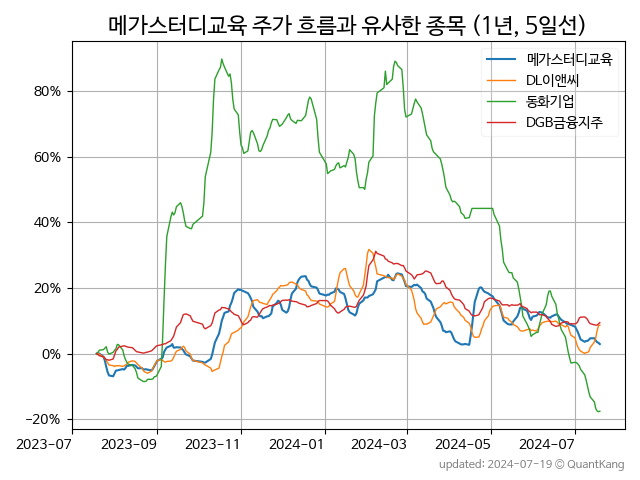 메가스터디교육 주가 흐름과 유사한 종목 (1년, 5일선)
메가스터디교육
DL이앤씨
동화기업
DGB금융지주
80%
60%
40%
20%
0%
−20%
2023-07 2023-09 2023-11 2024-01 2024-03 2024-05 2024-07
updated: 2024-07-19 © QuantKang